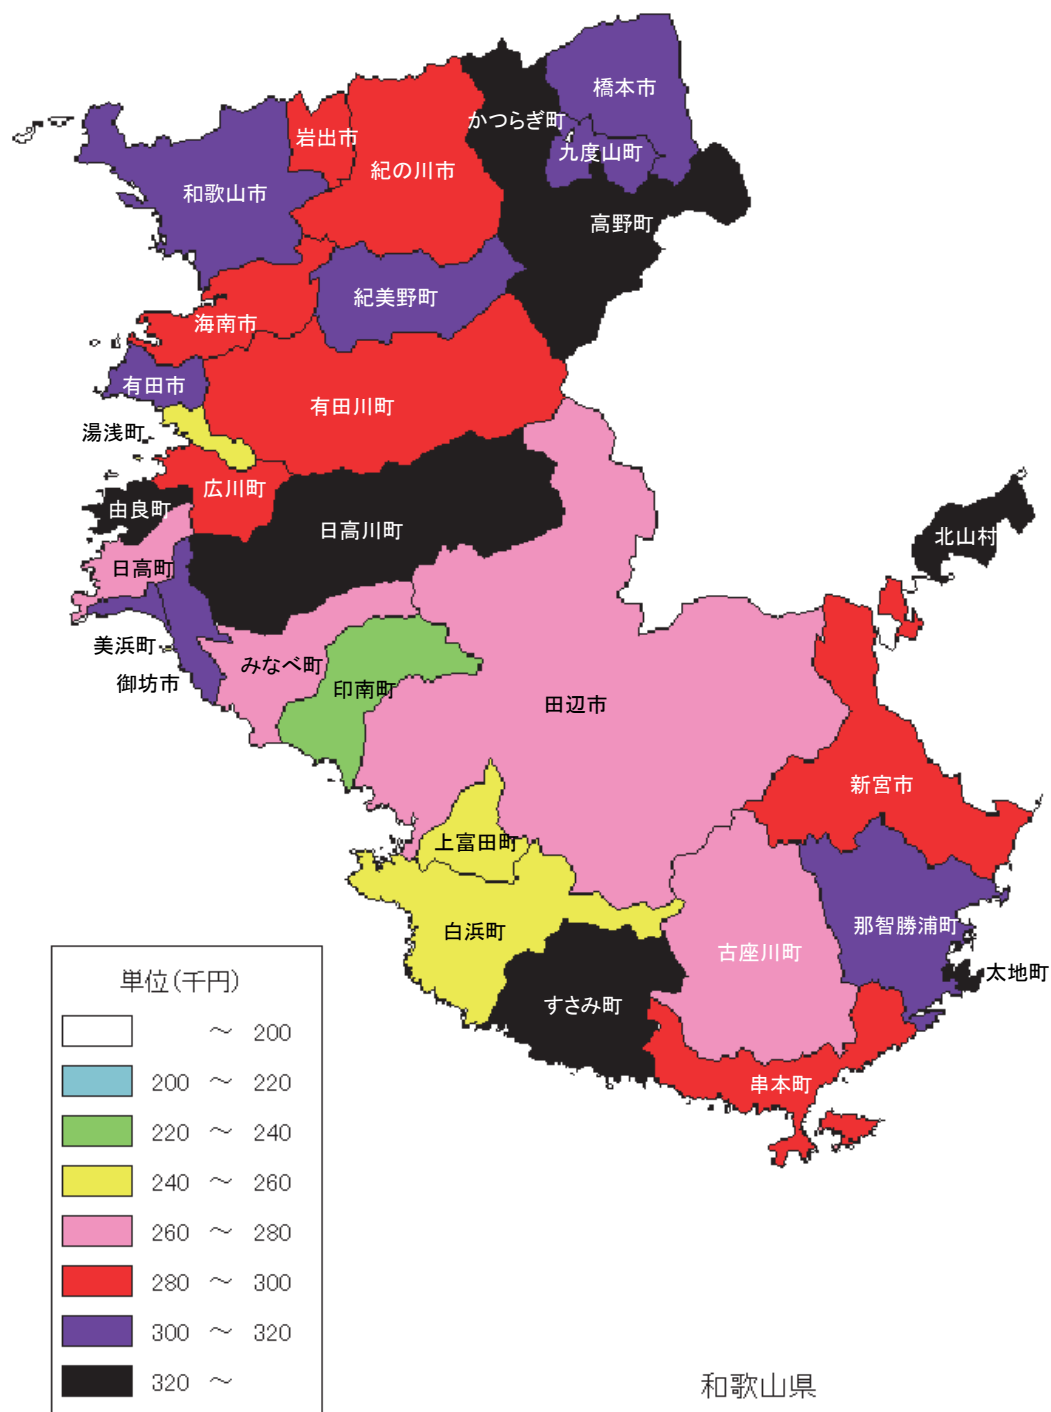 橋本市
かつらぎ町
岩出市
九度山町
紀の川市
和歌山市
高野町
紀美野町
海南市
有田市
有田川町
湯浅町
広川町
由良町
日高川町
北山村
日高町
美浜町
みなべ町
御坊市
印南町
田辺市
新宮市
上富田町
那智勝浦町
白浜町
古座川町
太地町
すさみ町
串本町
単位(千円)
～ 200
200 ～ 220
220 ～ 240
240 ～ 260
260 ～ 280
280 ～ 300
300 ～ 320
320 ～
和歌山県